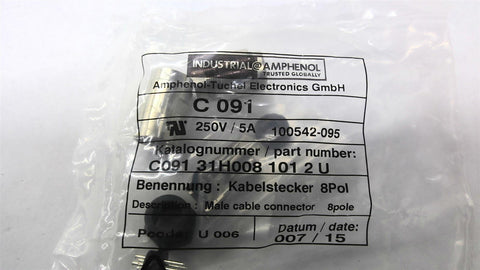 INDUSTRIAL@AMPHENOL
TRUSTED GLOBALLY
Amphenol-Tuchel Electronics GmbH
C 091
250V / 5A 100542-095
Katalognummer / part number:
C091 31H008 101 2 U
Benennung : Kabelstecker 8Pol
Description : Male cable connector 8pole
Pcode: U 006
Datum / date:
007 / 15